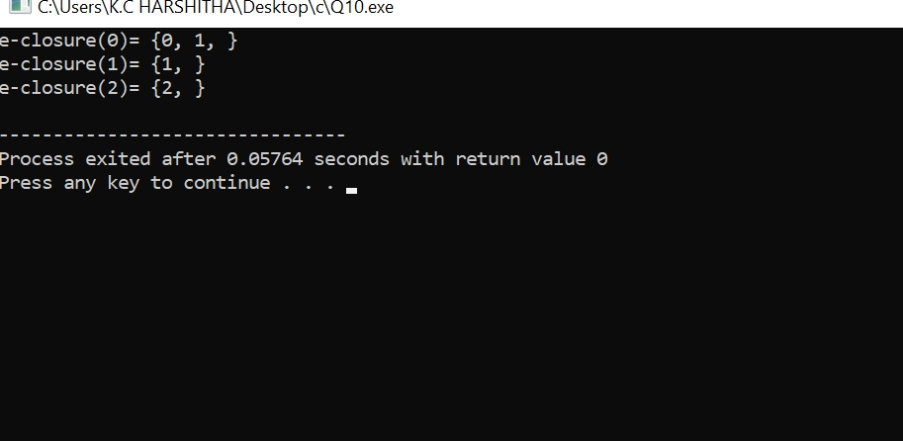 C:\Users\K.C HARSHITHA\Desktop\c\Q10.exe
e-closure(0)= {0, 1, }
e-closure(1)= {1, }
e-closure(2)= {2, }
--------------------------------
Process exited after 0.05764 seconds with return value 0
Press any key to continue . . .